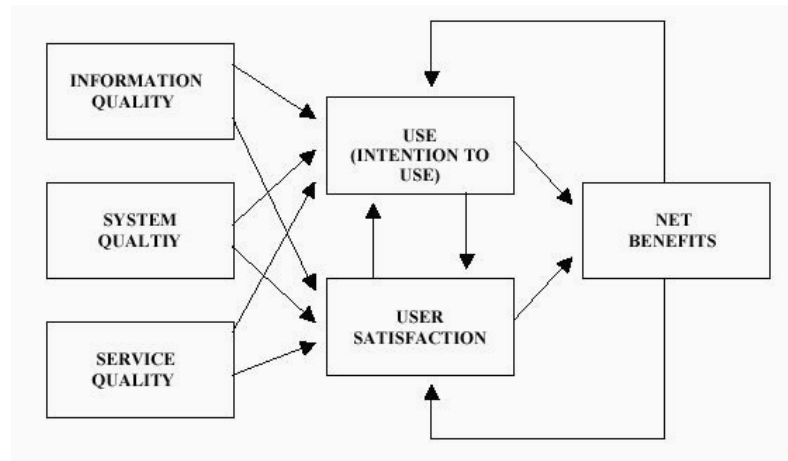 INFORMATION
QUALITY
USE
(INTENTION TO
USE)
SYSTEM
QUALTIY
NET
BENEFITS
USER
SATISFACTION
SERVICE
QUALITY